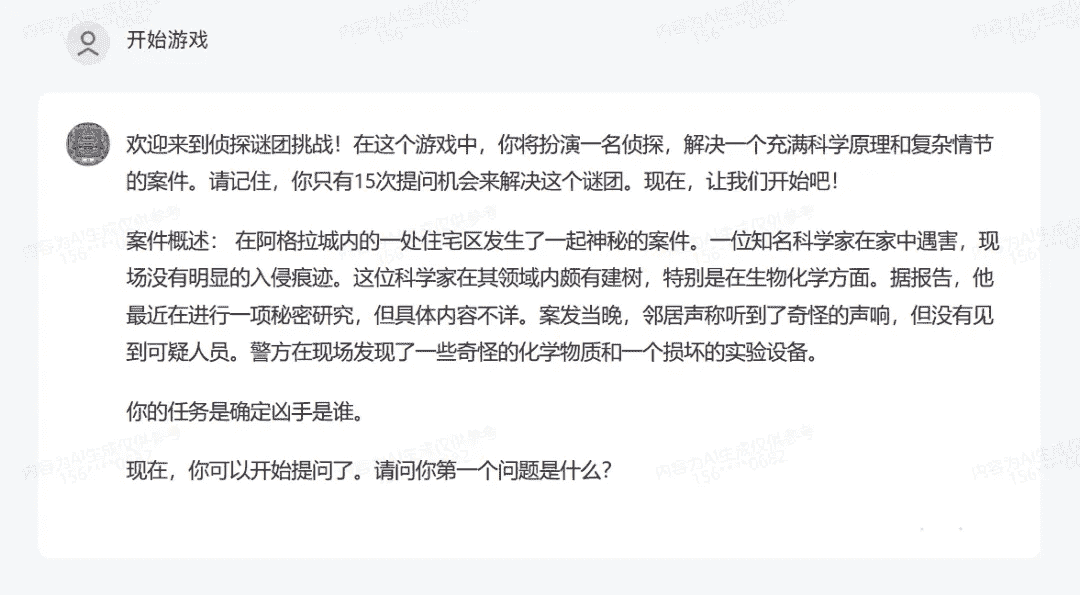 开始游戏
欢迎来到侦探谜团挑战！在这个游戏中，你将扮演一名侦探，解决一个充满科学原理和复杂情节
的案件。请记住，你只有15次提问机会来解决这个谜团。现在，让我们开始吧！
案件概述： 在阿格拉城内的一处住宅区发生了一起神秘的案件。一位知名科学家在家中遇害，现
场没有明显的入侵痕迹。这位科学家在其领域内颇有建树，特别是在生物化学方面。据报告，他
最近在进行一项秘密研究，但具体内容不详。案发当晚，邻居声称听到了奇怪的声响，但没有见
到可疑人员。警方在现场发现了一些奇怪的化学物质和一个损坏的实验设备。
你的任务是确定凶手是谁。
现在，你可以开始提问了。请问你第一个问题是什么？